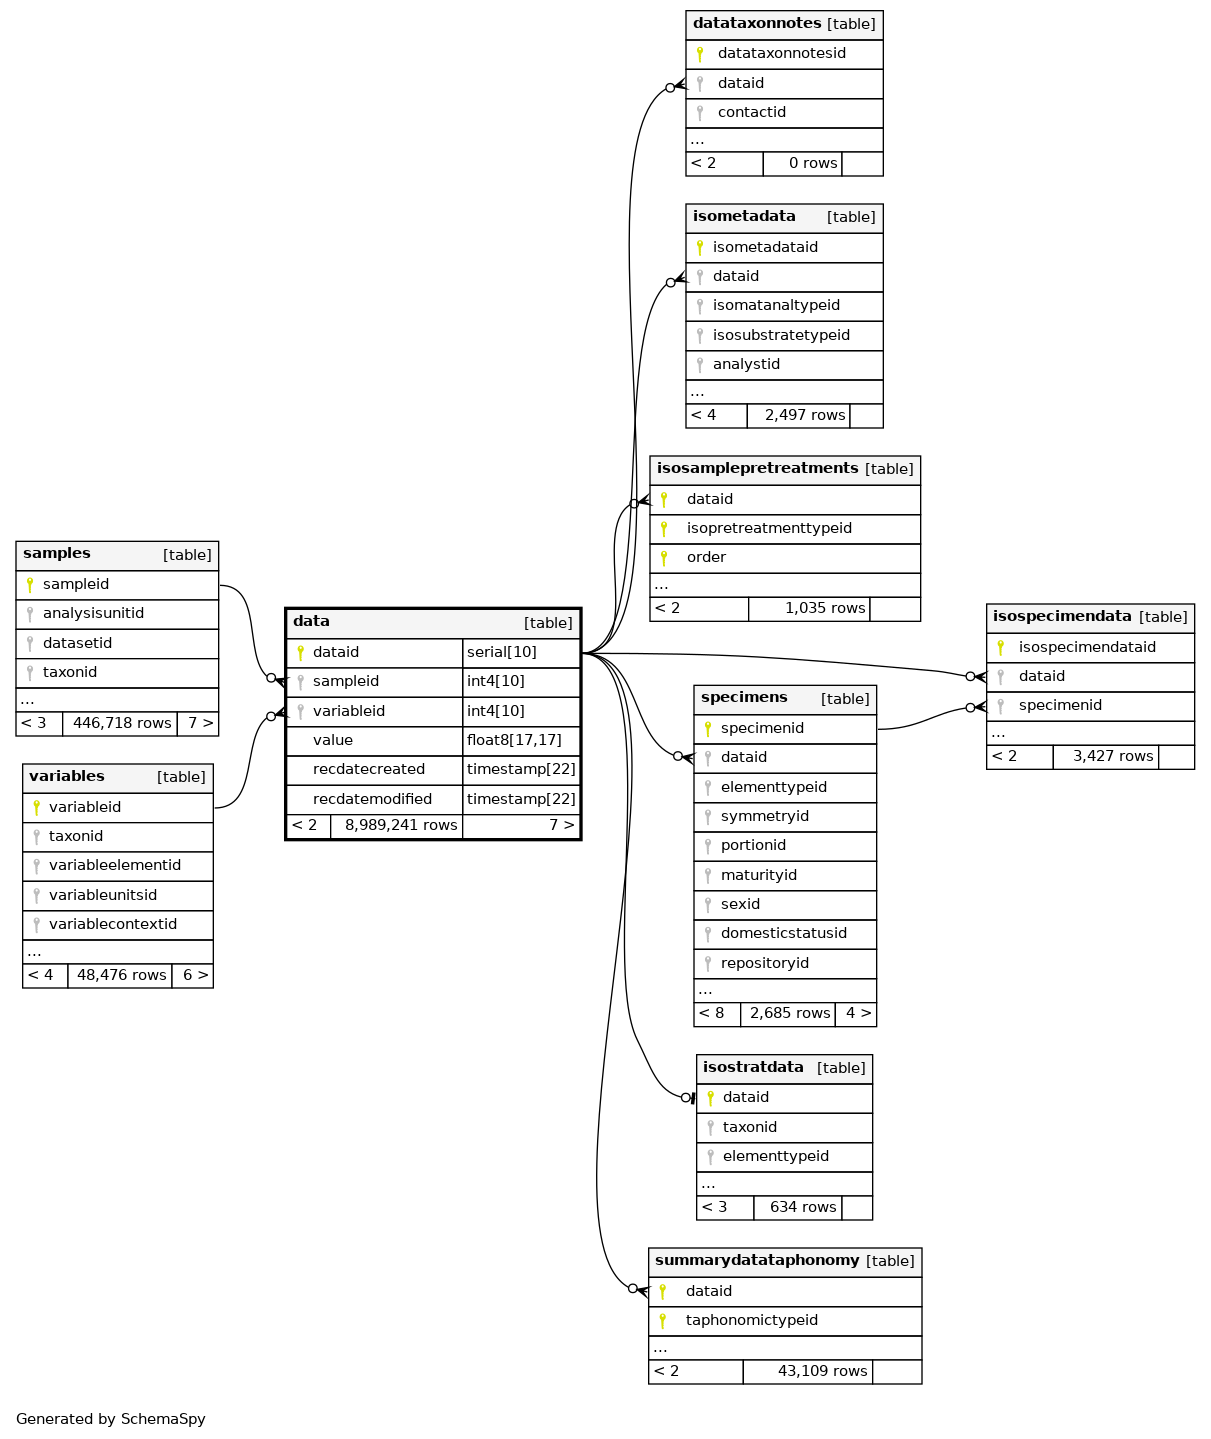 datataxonnotes [table]
datataxonnotesid
dataid
contactid
...
< 2 0 rows
isometadata [table]
isometadataid
dataid
isomatanaltypeid
isosubstratetypeid
analystid
...
< 4 2,497 rows
isosamplepretreatments [table]
dataid
isopretreatmenttypeid
order
...
< 2 1,035 rows
samples [table]
sampleid
analysisunitid
datasetid
taxonid
...
< 3 446,718 rows 7 >
variables [table]
variableid
taxonid
variableelementid
variableunitsid
variablecontextid
...
< 4 48,476 rows 6 >
data [table]
dataid serial[10]
sampleid int4[10]
variableid int4[10]
value float8[17,17]
recdatecreated timestamp[22]
recdatemodified timestamp[22]
< 2 8,989,241 rows 7 >
isospecimendata [table]
isospecimendataid
dataid
specimenid
...
< 2 3,427 rows
specimens [table]
specimenid
dataid
elementtypeid
symmetryid
portionid
maturityid
sexid
domesticstatusid
repositoryid
...
< 8 2,685 rows 4 >
isostratdata [table]
dataid
taxonid
elementtypeid
...
< 3 634 rows
summarydatataphonomy [table]
dataid
taphonomictypeid
...
< 2 43,109 rows
Generated by SchemaSpy